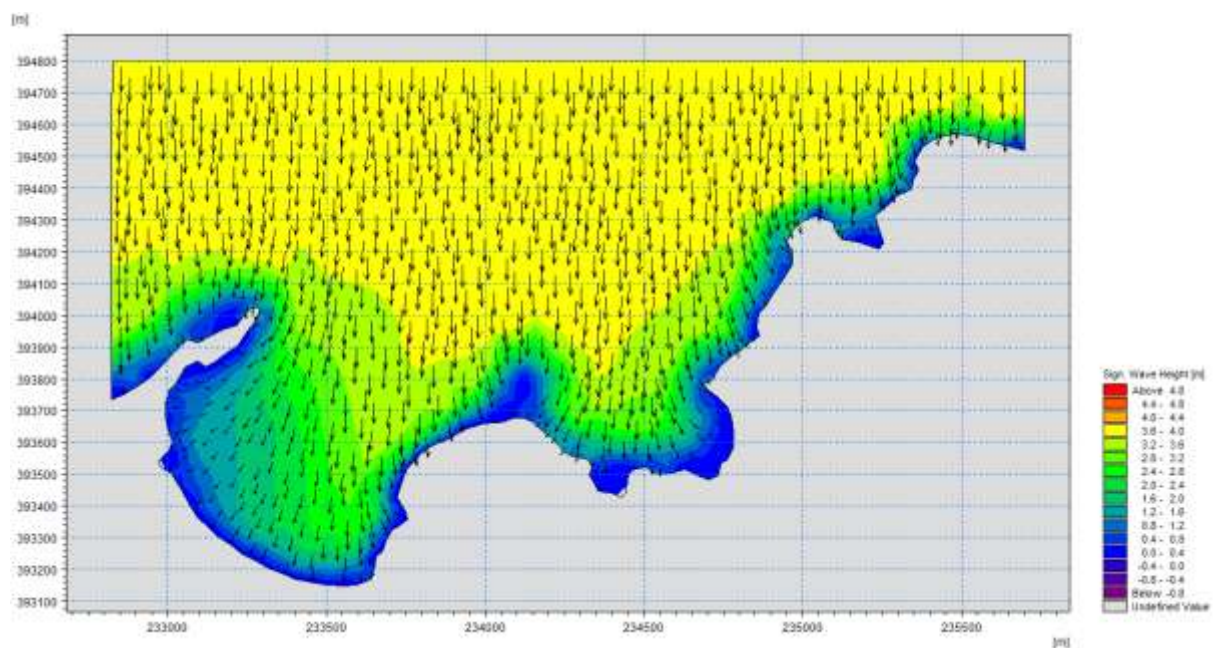 [m]
394800
394700
394600
394500
394400
394300
394200
394100
394000
393900
393800
393700
393600
393500
393400
393300
393200
393100
233000 233500 234000 234500 235000 235500
[m]
Sign. Wave Height [m]
Above 4.8
4.4 - 4.8
4.0 - 4.4
3.6 - 4.0
3.2 - 3.6
2.8 - 3.2
2.4 - 2.8
2.0 - 2.4
1.6 - 2.0
1.2 - 1.6
0.8 - 1.2
0.4 - 0.8
0.0 - 0.4
-0.4 - 0.0
-0.8 - -0.4
Below -0.8
Undefined Value